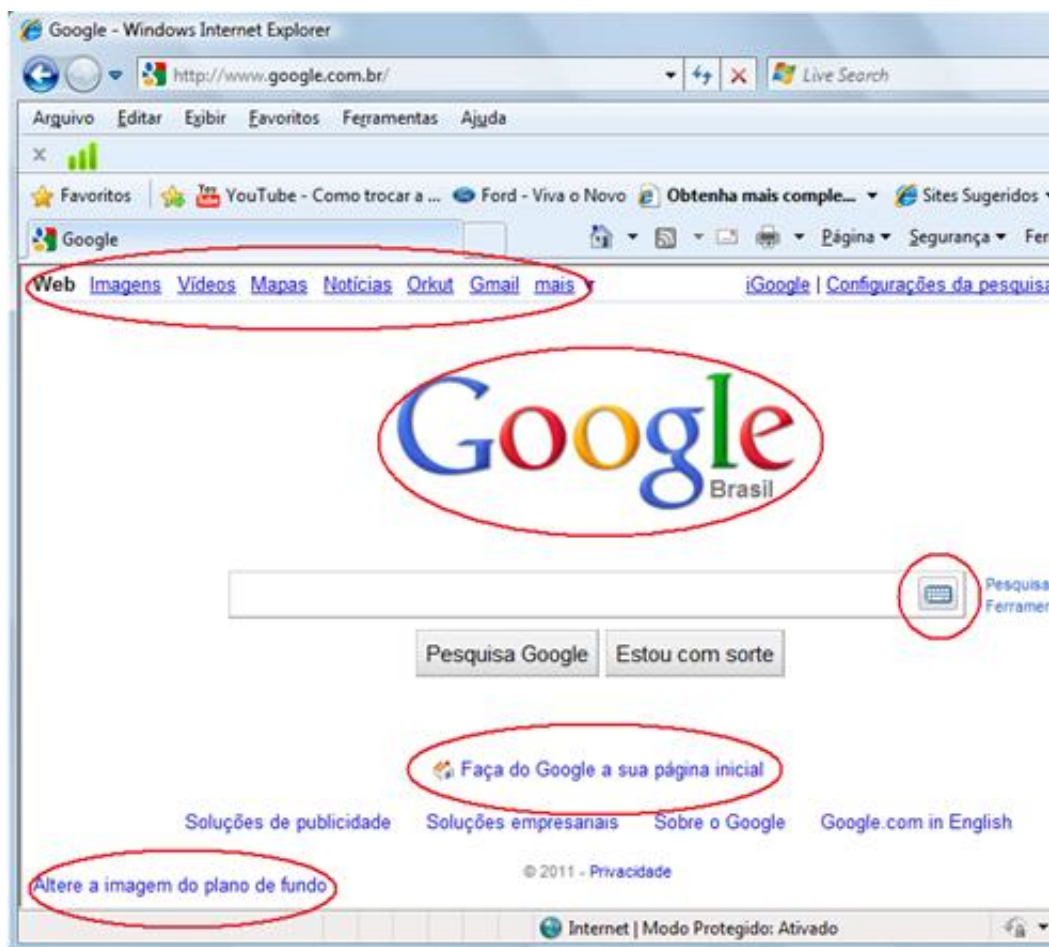 Google - Windows Internet Explorer
http://www.google.com.br/ Live Search
Arquivo Editar Exibir Favoritos Ferramentas Ajuda
Favoritos YouTube - Como trocar a ... Ford - Viva o Novo Obtenha mais comple... Sites Sugeridos
Google Página Segurança Fer
Web Imagens Vídeos Mapas Notícias Orkut Gmail mais iGoogle | Configurações da pesquisa
Google
Brasil
Pesquisa
Ferramen
Pesquisa Google Estou com sorte
Faça do Google a sua página inicial
Soluções de publicidade Soluções empresariais Sobre o Google Google.com in English
© 2011 - Privacidade
Altere a imagem do plano de fundo
Internet | Modo Protegido: Ativado